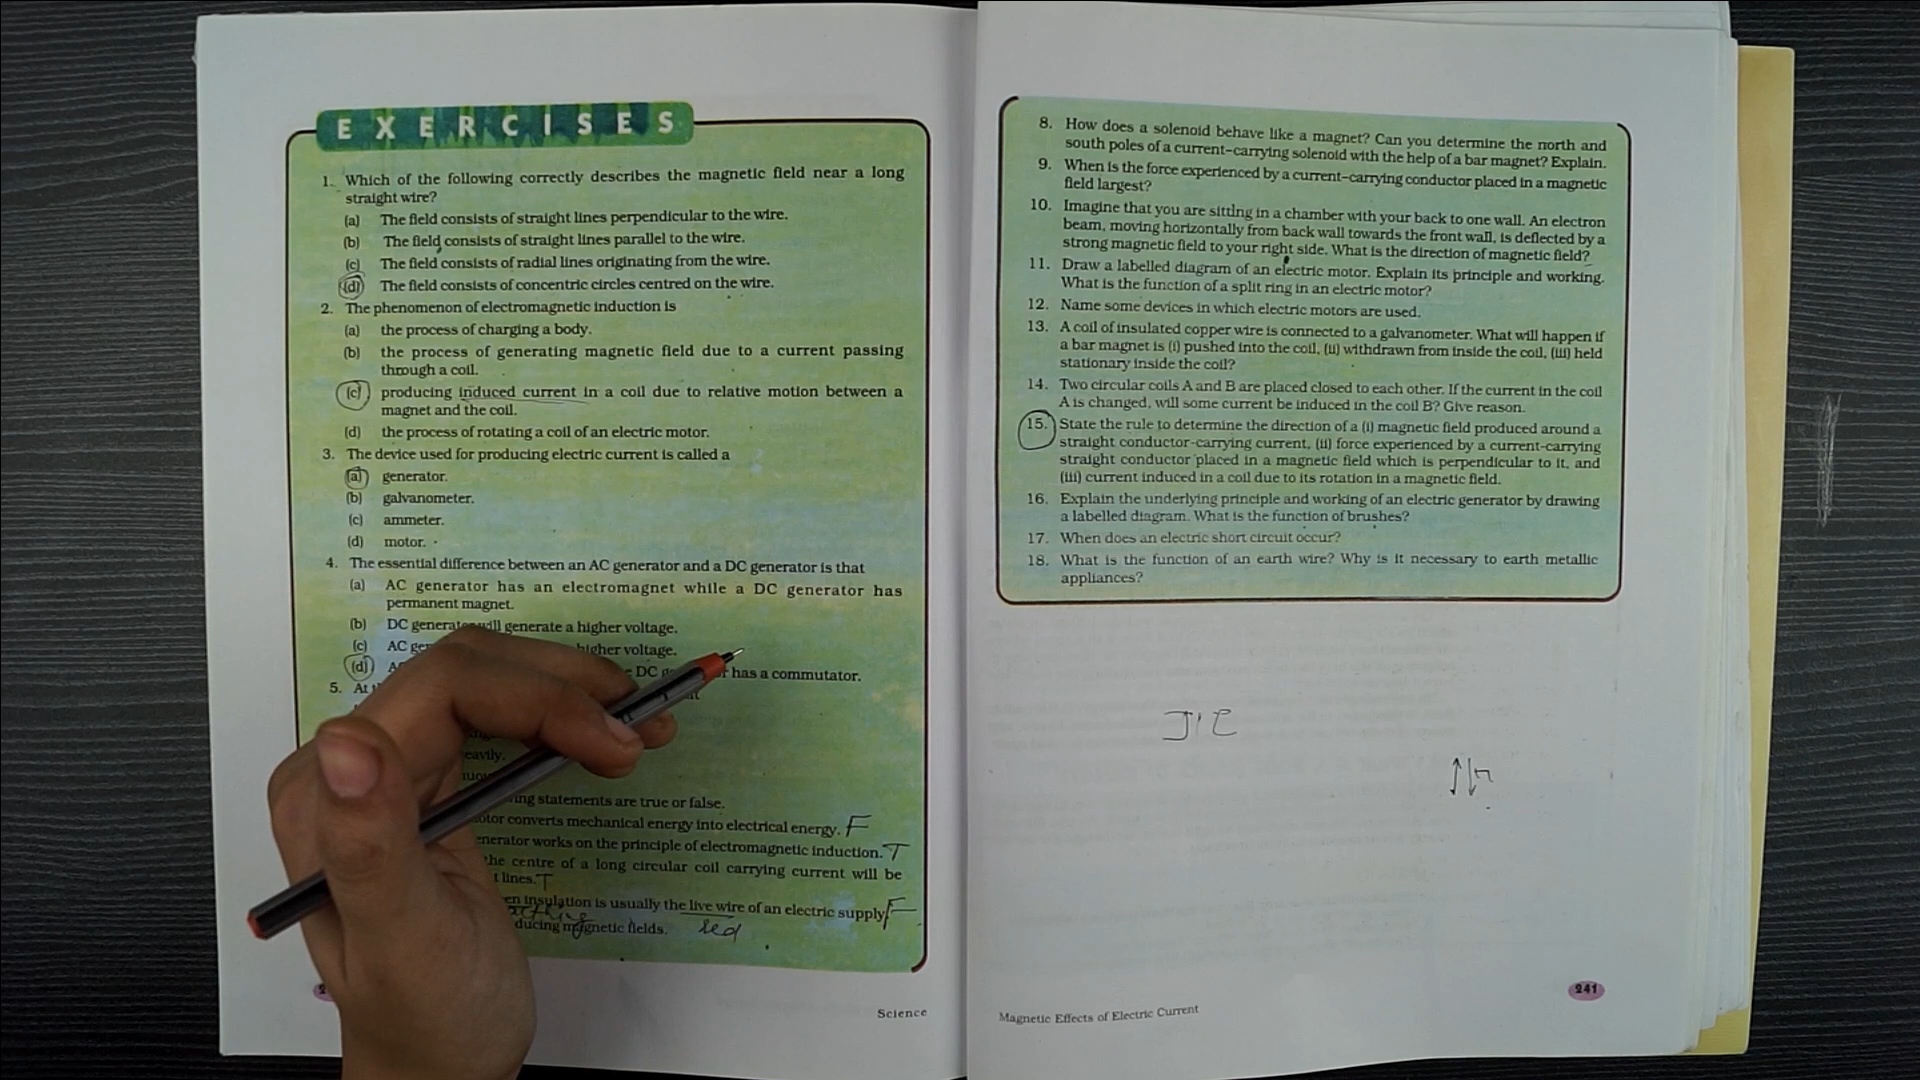 EXERCISES
1. Which of the following correctly describes the magnetic field near a long
straight wire?
(a) The field consists of straight lines perpendicular to the wire.
(b) The field consists of straight lines parallel to the wire.
(c) The field consists of radial lines originating from the wire.
(d) The field consists of concentric circles centred on the wire.
2. The phenomenon of electromagnetic induction is
(a) the process of charging a body.
(b) the process of generating magnetic field due to a current passing
through a coil.
(c) producing induced current in a coil due to relative motion between a
magnet and the coil.
(d) the process of rotating a coil of an electric motor.
3. The device used for producing electric current is called a
(a) generator.
(b) galvanometer.
(c) ammeter.
(d) motor.
4. The essential difference between an AC generator and a DC generator is that
(a) AC generator has an electromagnet while a DC generator has
permanent magnet.
(b) DC generator will generate a higher voltage.
(c) AC higher voltage.
(d) DC has a commutator.
5. At
eavily.
statements are true or false.
converts mechanical energy into electrical energy. F
works on the principle of electromagnetic induction. T
the centre of a long circular coil carrying current will be
lines. T
insulation is usually the live wire of an electric supply F
magnetic fields. red
Science
8. How does a solenoid behave like a magnet? Can you determine the north and
south poles of a current–carrying solenoid with the help of a bar magnet? Explain.
9. When is the force experienced by a current–carrying conductor placed in a magnetic
field largest?
10. Imagine that you are sitting in a chamber with your back to one wall. An electron
beam, moving horizontally from back wall towards the front wall, is deflected by a
strong magnetic field to your right side. What is the direction of magnetic field?
11. Draw a labelled diagram of an electric motor. Explain its principle and working.
What is the function of a split ring in an electric motor?
12. Name some devices in which electric motors are used.
13. A coil of insulated copper wire is connected to a galvanometer. What will happen if
a bar magnet is (i) pushed into the coil, (ii) withdrawn from inside the coil, (iii) held
stationary inside the coil?
14. Two circular coils A and B are placed closed to each other. If the current in the coil
A is changed, will some current be induced in the coil B? Give reason.
15. State the rule to determine the direction of a (i) magnetic field produced around a
straight conductor-carrying current, (ii) force experienced by a current-carrying
straight conductor placed in a magnetic field which is perpendicular to it, and
(iii) current induced in a coil due to its rotation in a magnetic field.
16. Explain the underlying principle and working of an electric generator by drawing
a labelled diagram. What is the function of brushes?
17. When does an electric short circuit occur?
18. What is the function of an earth wire? Why is it necessary to earth metallic
appliances?
Magnetic Effects of Electric Current
241